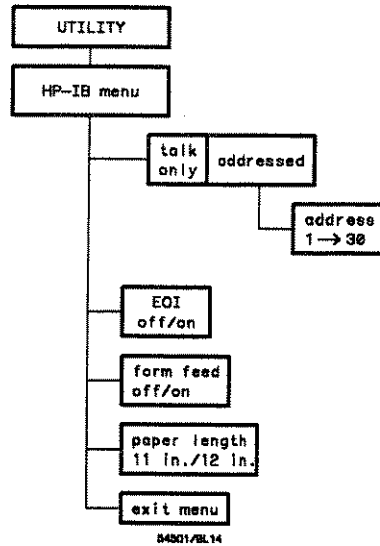 UTILITY
HP-IB menu
talk
only
addressed
address
1→30
EOI
off/on
form feed
off/on
paper length
11 in./12 in.
exit menu
54501/BL14